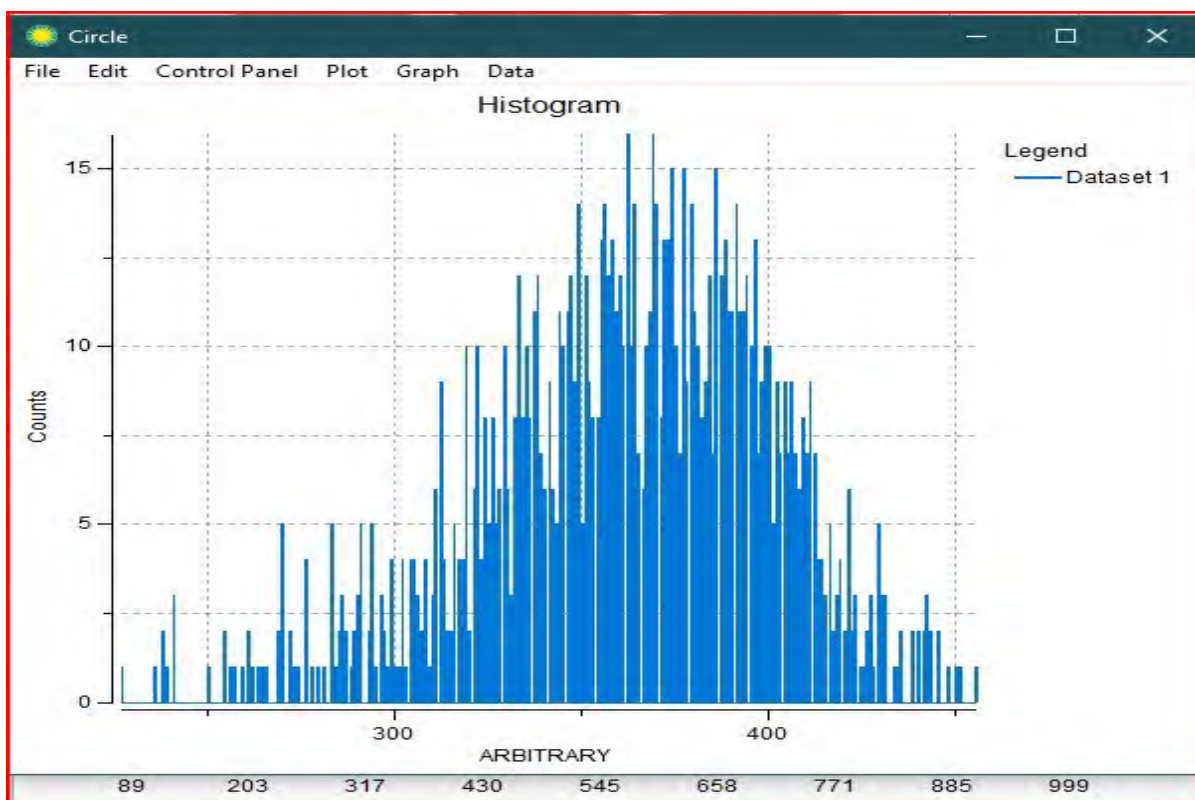 Circle
File Edit Control Panel Plot Graph Data
Histogram
Legend
Dataset 1
15
10
5
0
Counts
300 400
ARBITRARY
89 203 317 430 545 658 771 885 999